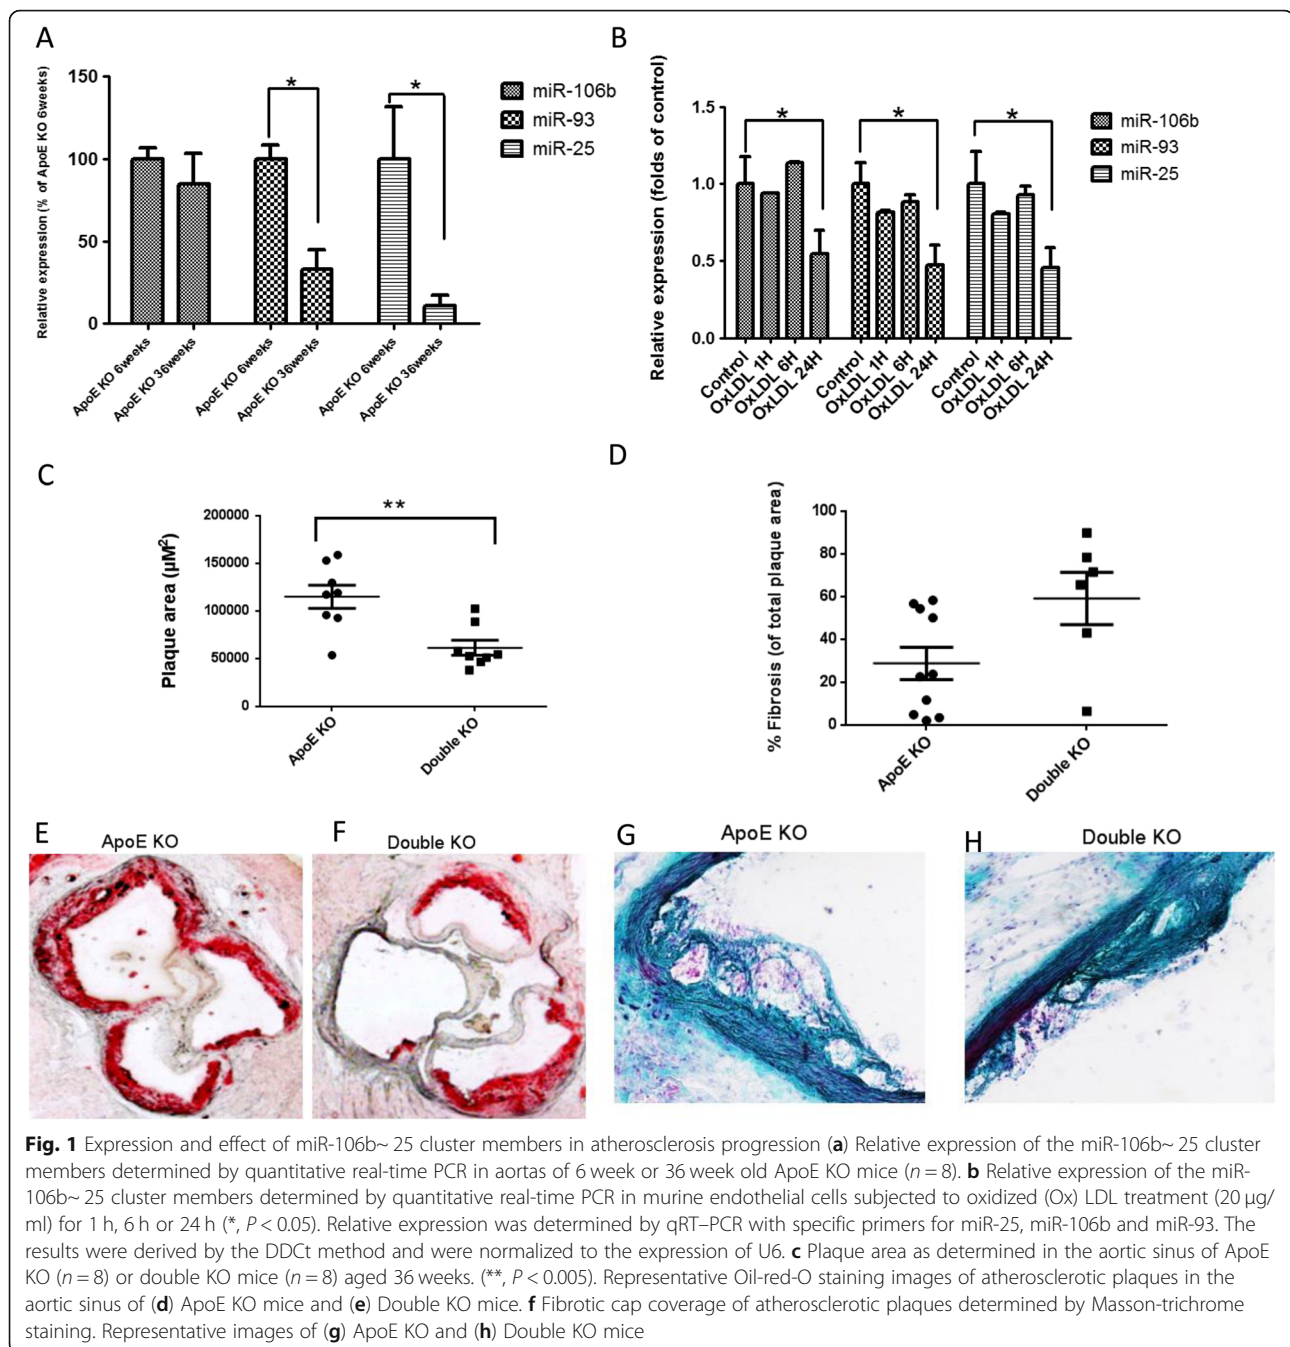 A
Relative expression (% of ApoE KO 6weeks)
150
100
50
0
*
*
miR-106b
miR-93
miR-25
ApoE KO 6weeks
ApoE KO 36weeks
ApoE KO 6weeks
ApoE KO 36weeks
ApoE KO 6weeks
ApoE KO 36weeks
B
Relative expression (folds of control)
1.5
1.0
0.5
0.0
*
*
*
miR-106b
miR-93
miR-25
Control
OxLDL 1H
OxLDL 6H
OxLDL 24H
Control
OxLDL 1H
OxLDL 6H
OxLDL 24H
Control
OxLDL 1H
OxLDL 6H
OxLDL 24H
C
Plaque area (µM²)
200000
150000
100000
50000
0
**
ApoE KO
Double KO
D
% Fibrosis (of total plaque area)
100
80
60
40
20
0
ApoE KO
Double KO
E
ApoE KO
F
Double KO
G
ApoE KO
H
Double KO
Fig. 1 Expression and effect of miR-106b~ 25 cluster members in atherosclerosis progression (a) Relative expression of the miR-106b~ 25 cluster
members determined by quantitative real-time PCR in aortas of 6 week or 36 week old ApoE KO mice (n = 8). b Relative expression of the miR-
106b~ 25 cluster members determined by quantitative real-time PCR in murine endothelial cells subjected to oxidized (Ox) LDL treatment (20 µg/
ml) for 1 h, 6 h or 24 h (*, P < 0.05). Relative expression was determined by qRT–PCR with specific primers for miR-25, miR-106b and miR-93. The
results were derived by the DDCt method and were normalized to the expression of U6. c Plaque area as determined in the aortic sinus of ApoE
KO (n = 8) or double KO mice (n = 8) aged 36 weeks. (**, P < 0.005). Representative Oil-red-O staining images of atherosclerotic plaques in the
aortic sinus of (d) ApoE KO mice and (e) Double KO mice. f Fibrotic cap coverage of atherosclerotic plaques determined by Masson-trichrome
staining. Representative images of (g) ApoE KO and (h) Double KO mice